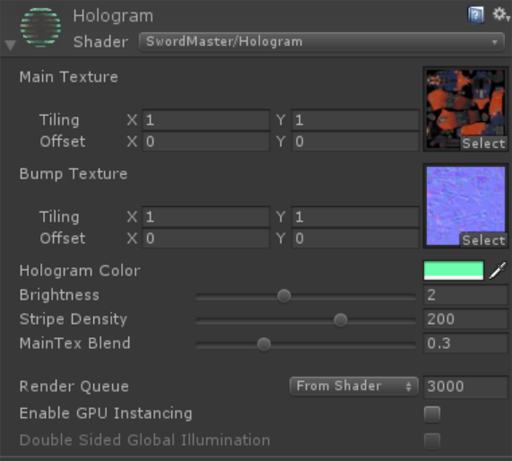 Hologram
Shader SwordMaster/Hologram
Main Texture
Tiling X 1 Y 1
Offset X 0 Y 0
Select
Bump Texture
Tiling X 1 Y 1
Offset X 0 Y 0
Select
Hologram Color
Brightness 2
Stripe Density 200
MainTex Blend 0.3
Render Queue From Shader 3000
Enable GPU Instancing
Double Sided Global Illumination